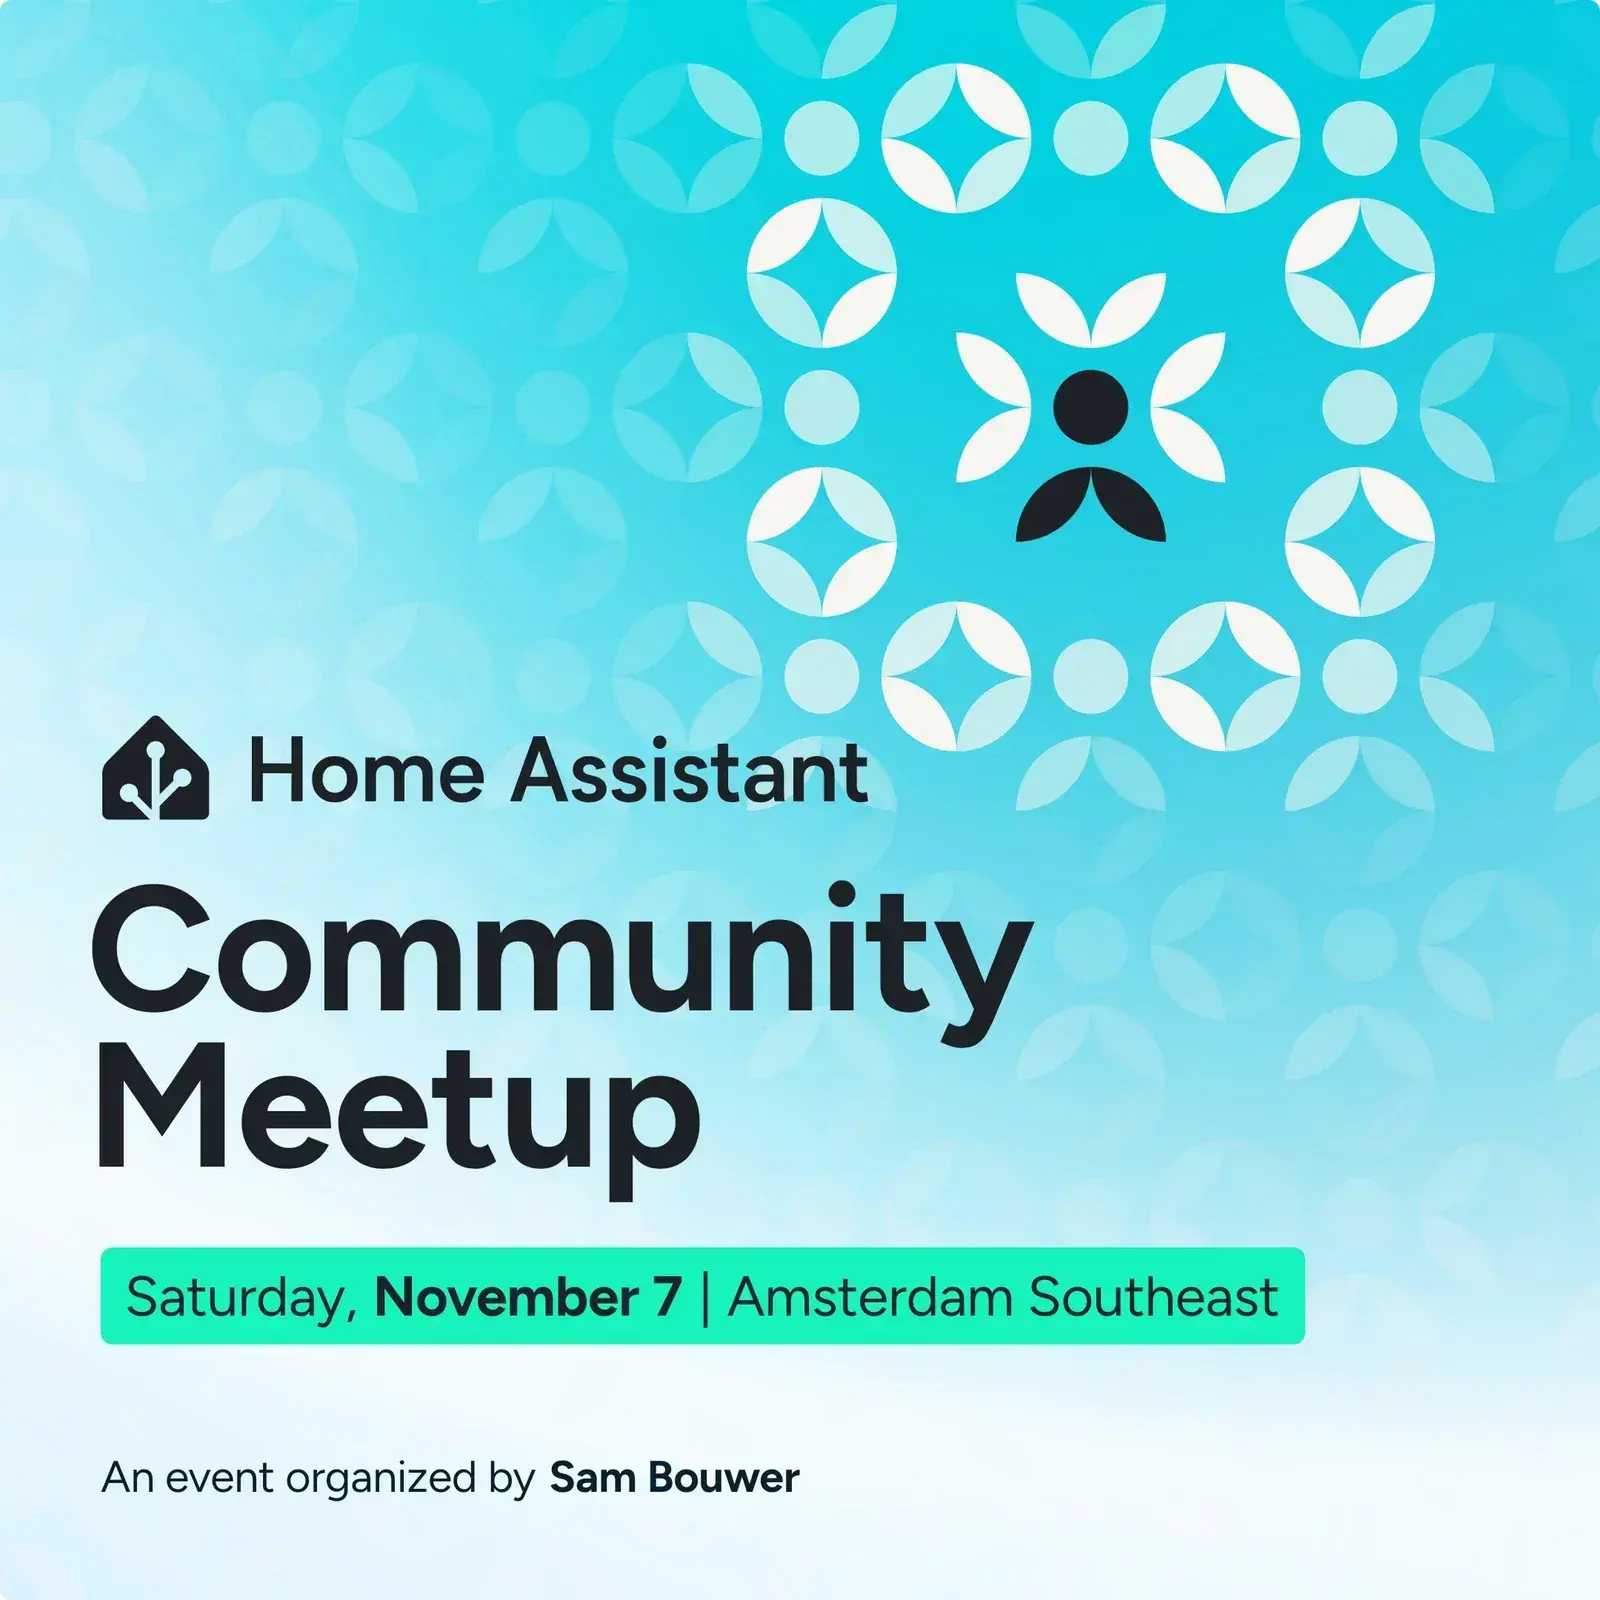 Home Assistant
Community
Meetup
Saturday, November 7 | Amsterdam Southeast
An event organized by Sam Bouwer